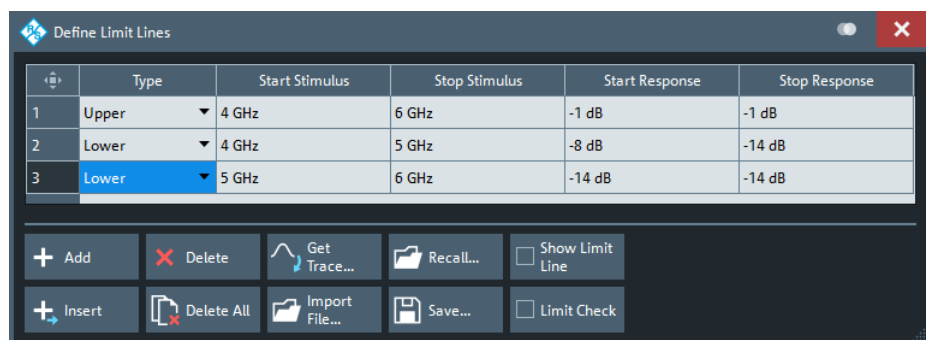 Define Limit Lines
Type Start Stimulus Stop Stimulus Start Response Stop Response
1 Upper 4 GHz 6 GHz -1 dB -1 dB
2 Lower 4 GHz 5 GHz -8 dB -14 dB
3 Lower 5 GHz 6 GHz -14 dB -14 dB
Add Delete Get Trace... Recall... Show Limit Line
Insert Delete All Import File... Save... Limit Check